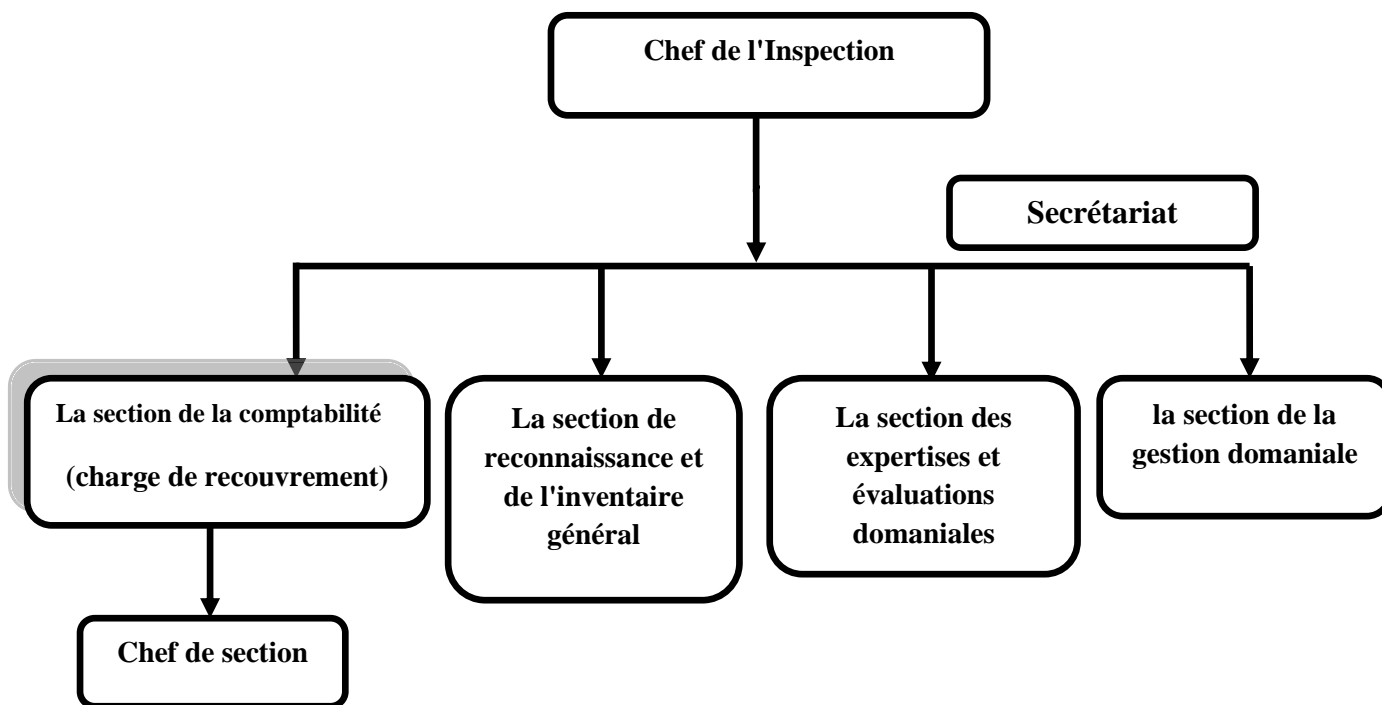 Chef de l'Inspection
Secrétariat
La section de la comptabilité
(charge de recouvrement)
La section de
reconnaissance et
de l'inventaire
général
La section des
expertises et
évaluations
domaniales
la section de la
gestion domaniale
Chef de section